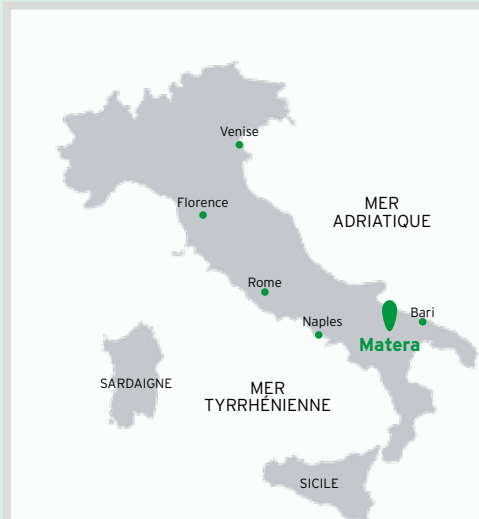 Venise
Florence
MER
ADRIATIQUE
Rome
Naples
Bari
Matera
SARDAIGNE
MER
TYRRHÉNIENNE
SICILE